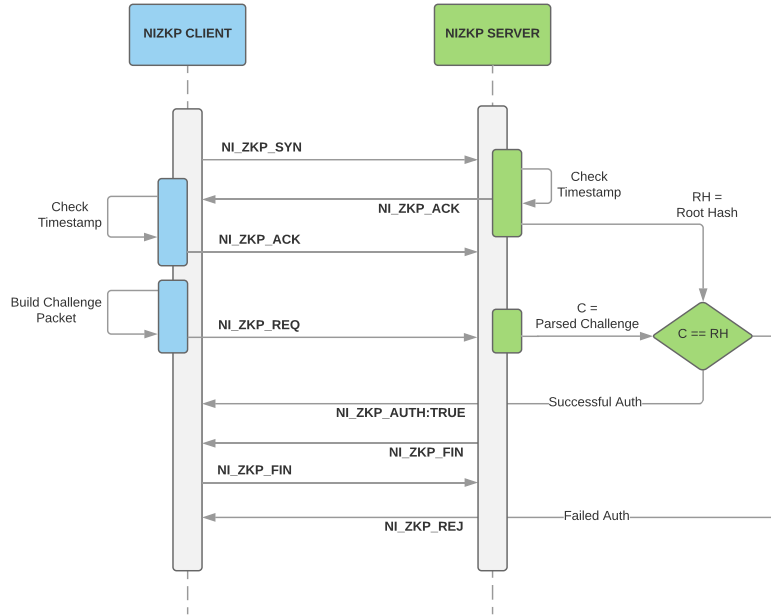 NIZKP CLIENT
NIZKP SERVER
NI_ZKP_SYN
Check
Timestamp
NI_ZKP_ACK
RH =
Root Hash
Check
Timestamp
NI_ZKP_ACK
Build Challenge
Packet
NI_ZKP_REQ
C =
Parsed Challenge
C == RH
Successful Auth
NI_ZKP_AUTH:TRUE
NI_ZKP_FIN
NI_ZKP_FIN
Failed Auth
NI_ZKP_REJ